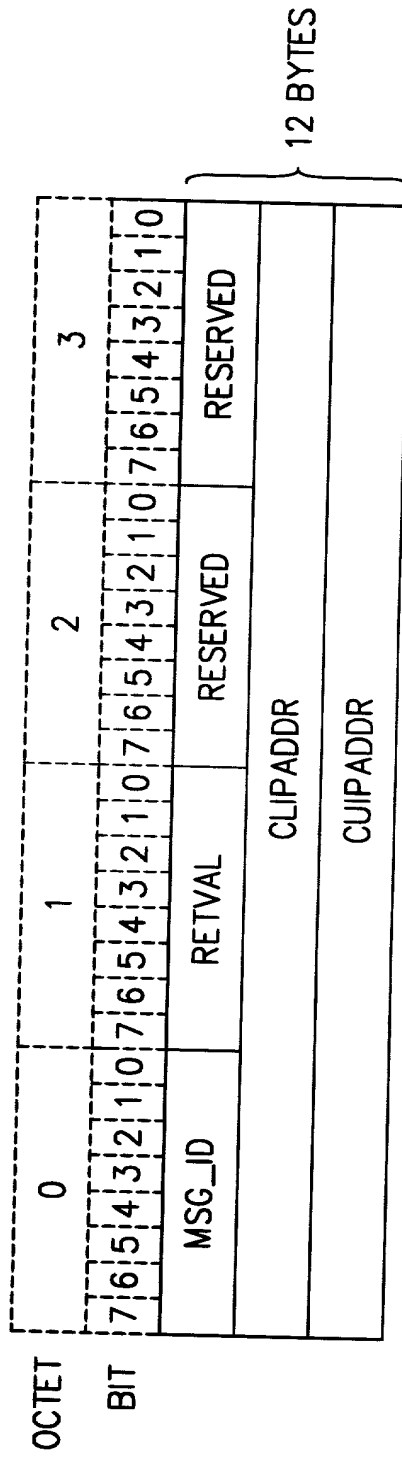 OCTET 0 1 2 3
BIT 7 6 5 4 3 2 1 0 7 6 5 4 3 2 1 0 7 6 5 4 3 2 1 0 7 6 5 4 3 2 1 0
MSG_ID RETVAL RESERVED RESERVED
CLIPADDR
CUIPADDR
12 BYTES